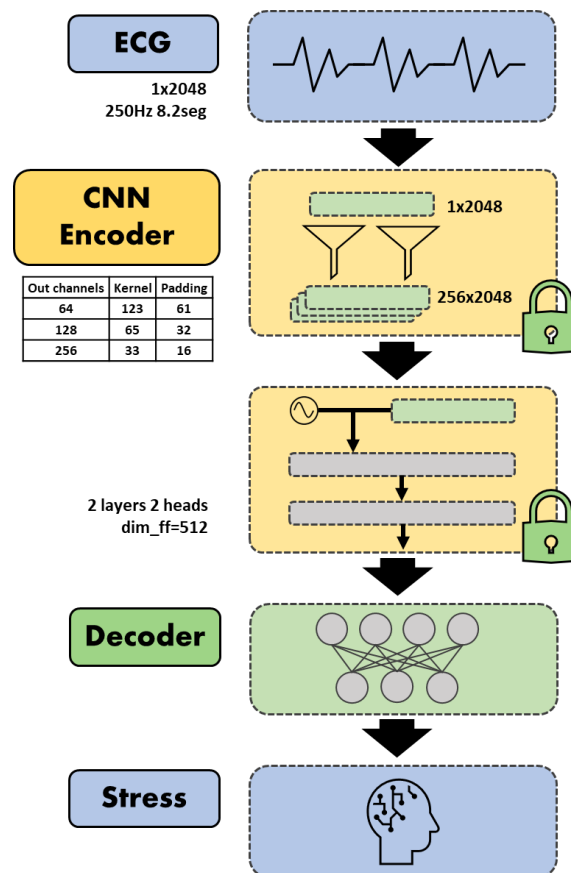 ECG
1x2048
250Hz 8.2seg
CNN
Encoder
1x2048
Out channels Kernel Padding
64 123 61
128 65 32
256 33 16
256x2048
2 layers 2 heads
dim_ff=512
Decoder
Stress